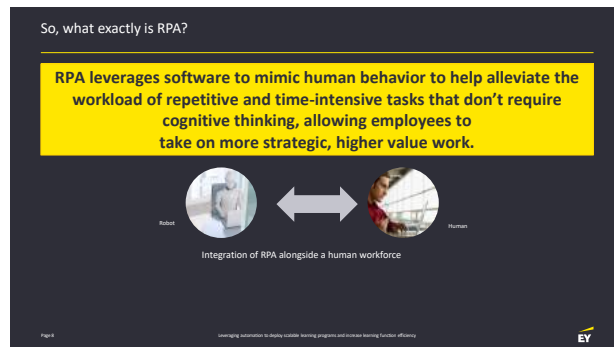 So, what exactly is RPA?
RPA leverages software to mimic human behavior to help alleviate the
workload of repetitive and time-intensive tasks that don’t require
cognitive thinking, allowing employees to
take on more strategic, higher value work.
Robot
Human
Integration of RPA alongside a human workforce
Page 6
Leveraging automation to deploy scalable learning programs and increase learning function efficiency
EY